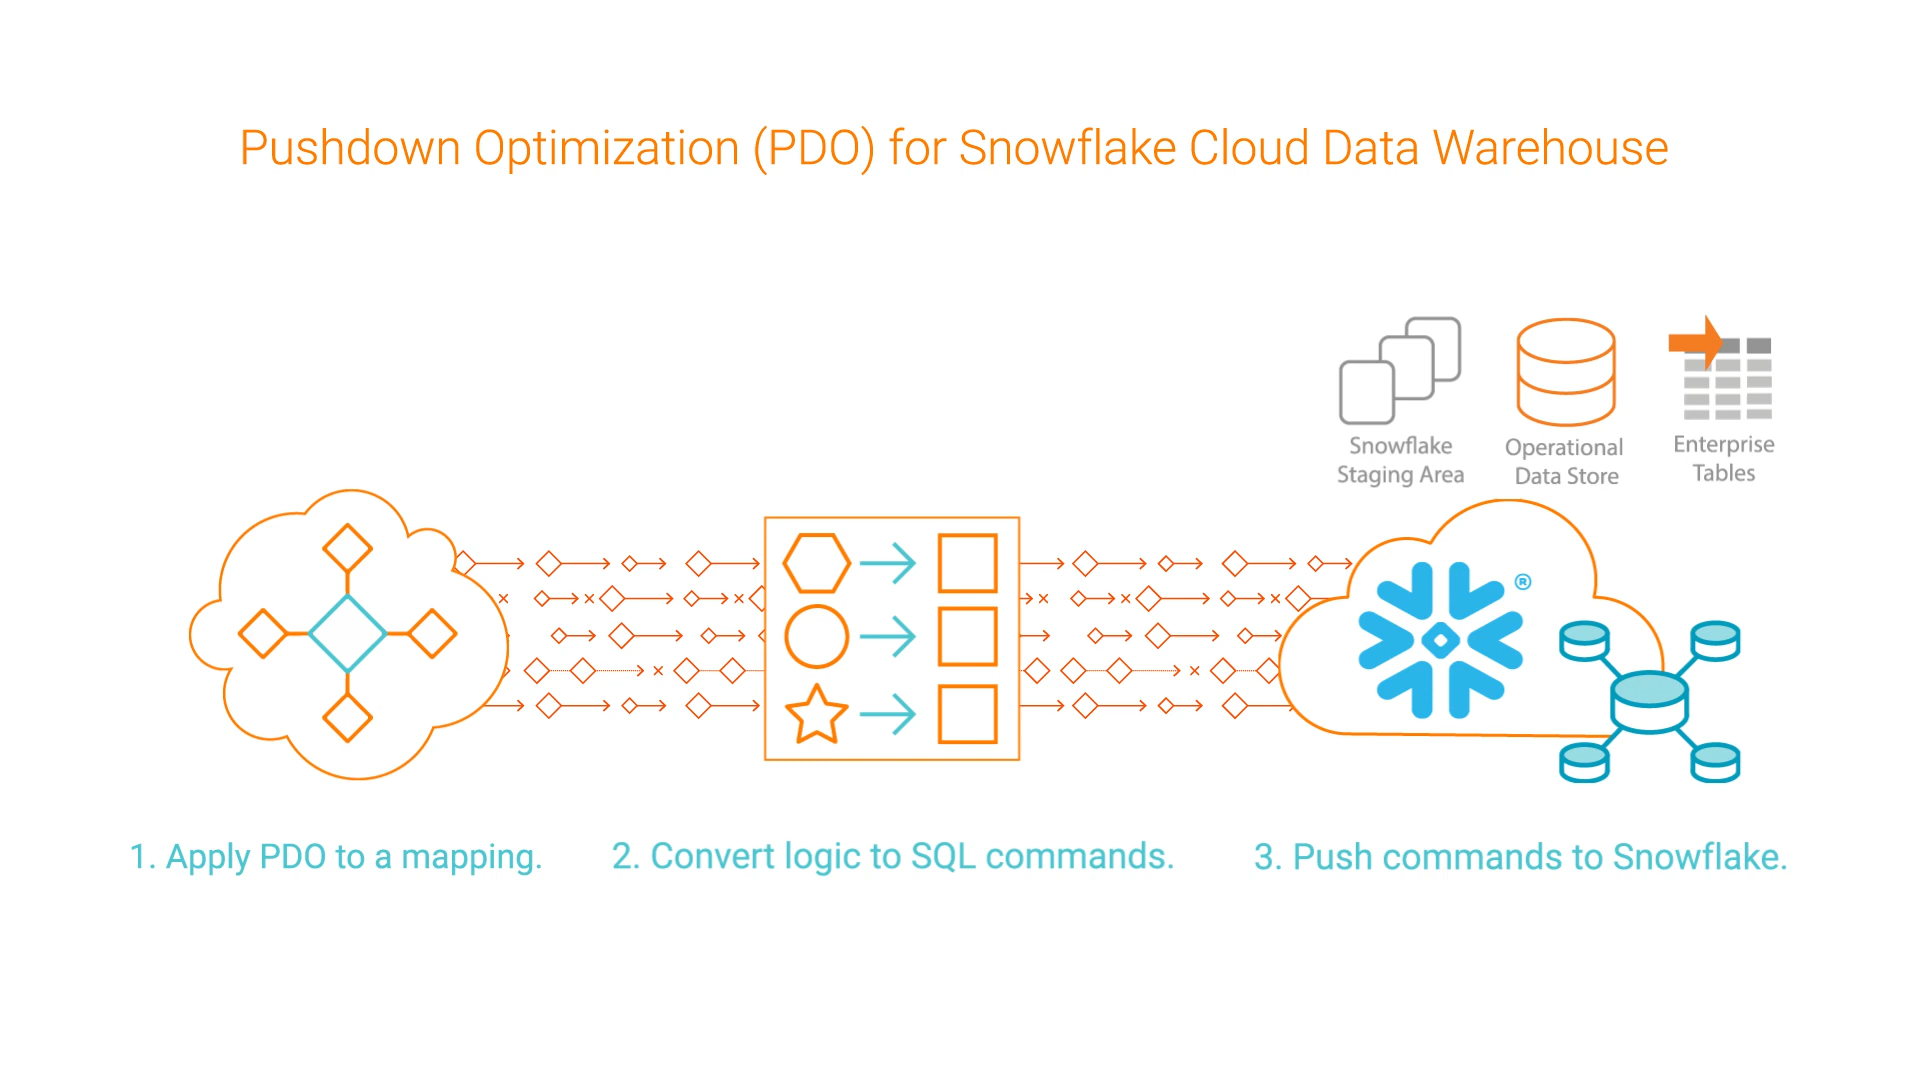 Pushdown Optimization (PDO) for Snowflake Cloud Data Warehouse
Snowflake
Staging Area
Operational
Data Store
Enterprise
Tables
®
1. Apply PDO to a mapping.
2. Convert logic to SQL commands.
3. Push commands to Snowflake.